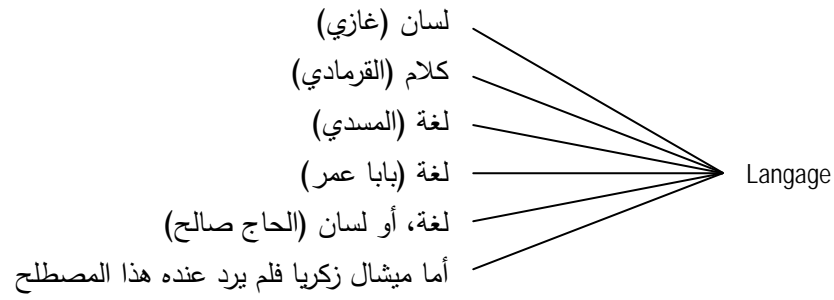 لسان (غازي)
كلام (القرمادي)
لغة (المسدي)
لغة (بابا عمر)
Langage
لغة، أو لسان (الحاج صالح)
أما ميشال زكريا فلم يرد عنده هذا المصطلح